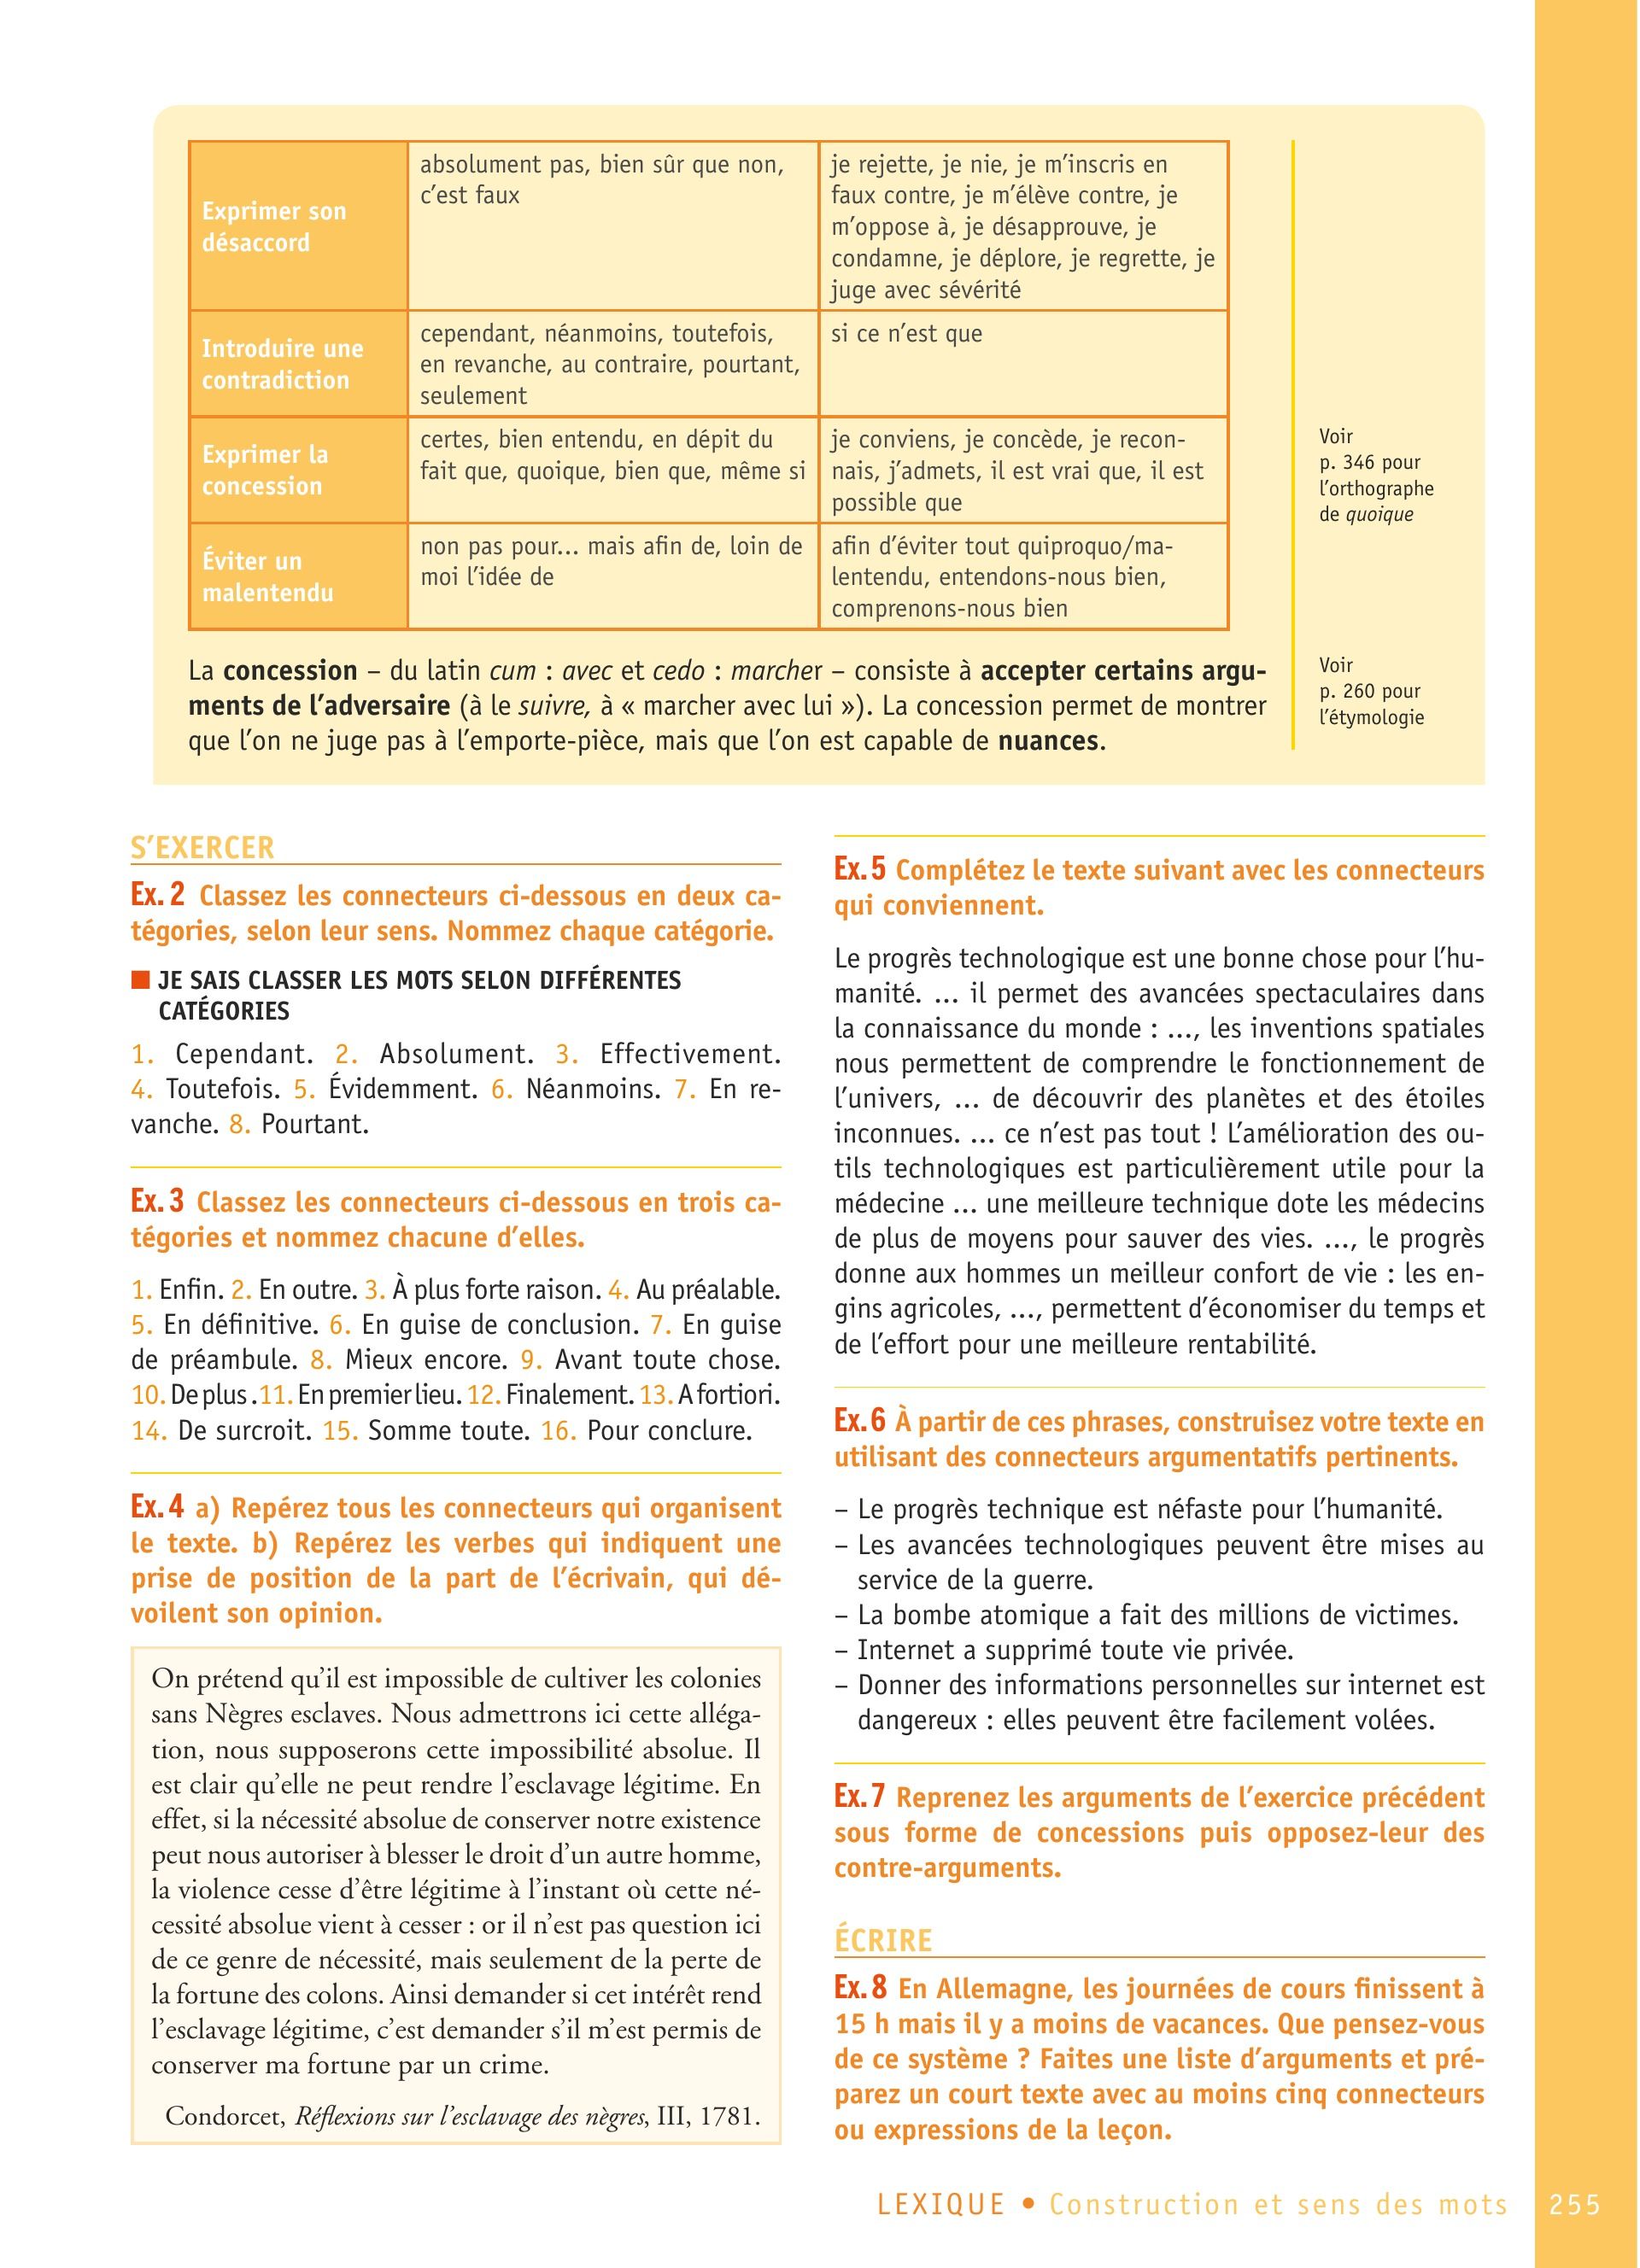 Exprimer son
désaccord
absolument pas, bien sûr que non,
c'est faux
je rejette, je nie, je m'inscris en
faux contre, je m'élève contre, je
m'oppose à, je désapprouve, je
condamne, je déplore, je regrette, je
juge avec sévérité
Introduire une
contradiction
cependant, néanmoins, toutefois,
en revanche, au contraire, pourtant,
seulement
si ce n'est que
Exprimer la
concession
certes, bien entendu, en dépit du
fait que, quoique, bien que, même si
je conviens, je concède, je recon-
nais, j'admets, il est vrai que, il est
possible que
Voir
p. 346 pour
l'orthographe
de quoique
Éviter un
malentendu
non pas pour... mais afin de, loin de
moi l'idée de
afin d'éviter tout quiproquo/ma-
lentendu, entendons-nous bien,
comprenons-nous bien
La concession – du latin cum : avec et cedo : marcher – consiste à accepter certains argu-
ments de l'adversaire (à le suivre, à « marcher avec lui »). La concession permet de montrer
que l'on ne juge pas à l'emporte-pièce, mais que l'on est capable de nuances.
Voir
p. 260 pour
l'étymologie
S'EXERCER
Ex. 2 Classez les connecteurs ci-dessous en deux ca-
tégories, selon leur sens. Nommez chaque catégorie.
■ JE SAIS CLASSER LES MOTS SELON DIFFÉRENTES
CATÉGORIES
1. Cependant. 2. Absolument. 3. Effectivement.
4. Toutefois. 5. Évidemment. 6. Néanmoins. 7. En re-
vanche. 8. Pourtant.
Ex. 3 Classez les connecteurs ci-dessous en trois ca-
tégories et nommez chacune d'elles.
1. Enfin. 2. En outre. 3. À plus forte raison. 4. Au préalable.
5. En définitive. 6. En guise de conclusion. 7. En guise
de préambule. 8. Mieux encore. 9. Avant toute chose.
10. De plus .11. En premier lieu. 12. Finalement. 13. A fortiori.
14. De surcroit. 15. Somme toute. 16. Pour conclure.
Ex. 4 a) Repérez tous les connecteurs qui organisent
le texte. b) Repérez les verbes qui indiquent une
prise de position de la part de l'écrivain, qui dé-
voilent son opinion.
On prétend qu'il est impossible de cultiver les colonies
sans Nègres esclaves. Nous admettrons ici cette alléga-
tion, nous supposerons cette impossibilité absolue. Il
est clair qu'elle ne peut rendre l'esclavage légitime. En
effet, si la nécessité absolue de conserver notre existence
peut nous autoriser à blesser le droit d'un autre homme,
la violence cesse d'être légitime à l'instant où cette né-
cessité absolue vient à cesser : or il n'est pas question ici
de ce genre de nécessité, mais seulement de la perte de
la fortune des colons. Ainsi demander si cet intérêt rend
l'esclavage légitime, c'est demander s'il m'est permis de
conserver ma fortune par un crime.
Condorcet, Réflexions sur l'esclavage des nègres, III, 1781.
Ex. 5 Complétez le texte suivant avec les connecteurs
qui conviennent.
Le progrès technologique est une bonne chose pour l'hu-
manité. ... il permet des avancées spectaculaires dans
la connaissance du monde : ..., les inventions spatiales
nous permettent de comprendre le fonctionnement de
l'univers, ... de découvrir des planètes et des étoiles
inconnues. ... ce n'est pas tout ! L'amélioration des ou-
tils technologiques est particulièrement utile pour la
médecine ... une meilleure technique dote les médecins
de plus de moyens pour sauver des vies. ..., le progrès
donne aux hommes un meilleur confort de vie : les en-
gins agricoles, ..., permettent d'économiser du temps et
de l'effort pour une meilleure rentabilité.
Ex. 6 À partir de ces phrases, construisez votre texte en
utilisant des connecteurs argumentatifs pertinents.
– Le progrès technique est néfaste pour l'humanité.
– Les avancées technologiques peuvent être mises au
service de la guerre.
– La bombe atomique a fait des millions de victimes.
– Internet a supprimé toute vie privée.
– Donner des informations personnelles sur internet est
dangereux : elles peuvent être facilement volées.
Ex. 7 Reprenez les arguments de l'exercice précédent
sous forme de concessions puis opposez-leur des
contre-arguments.
ÉCRIRE
Ex. 8 En Allemagne, les journées de cours finissent à
15 h mais il y a moins de vacances. Que pensez-vous
de ce système ? Faites une liste d'arguments et pré-
parez un court texte avec au moins cinq connecteurs
ou expressions de la leçon.
LEXIQUE • Construction et sens des mots 255